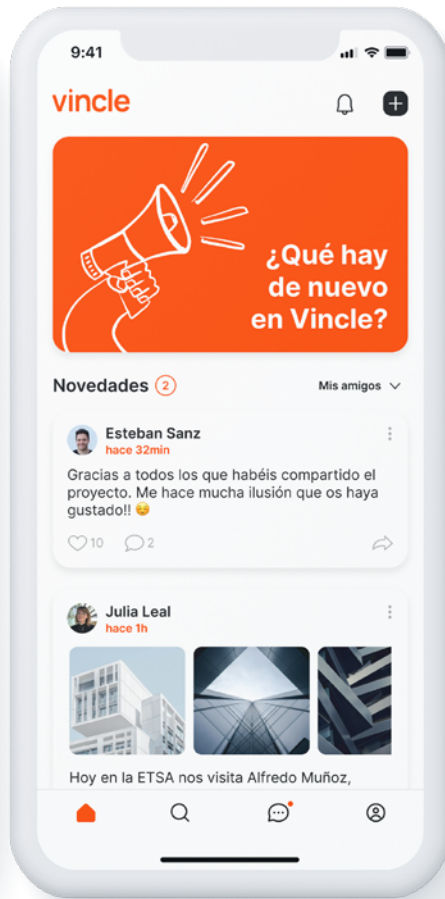 9:41
vincle
¿Qué hay
de nuevo
en Vincle?
Novedades 2
Mis amigos
Esteban Sanz
hace 32min
Gracias a todos los que habéis compartido el
proyecto. Me hace mucha ilusión que os haya
gustado!! ☺️
10 2
Julia Leal
hace 1h
Hoy en la ETSA nos visita Alfredo Muñoz,